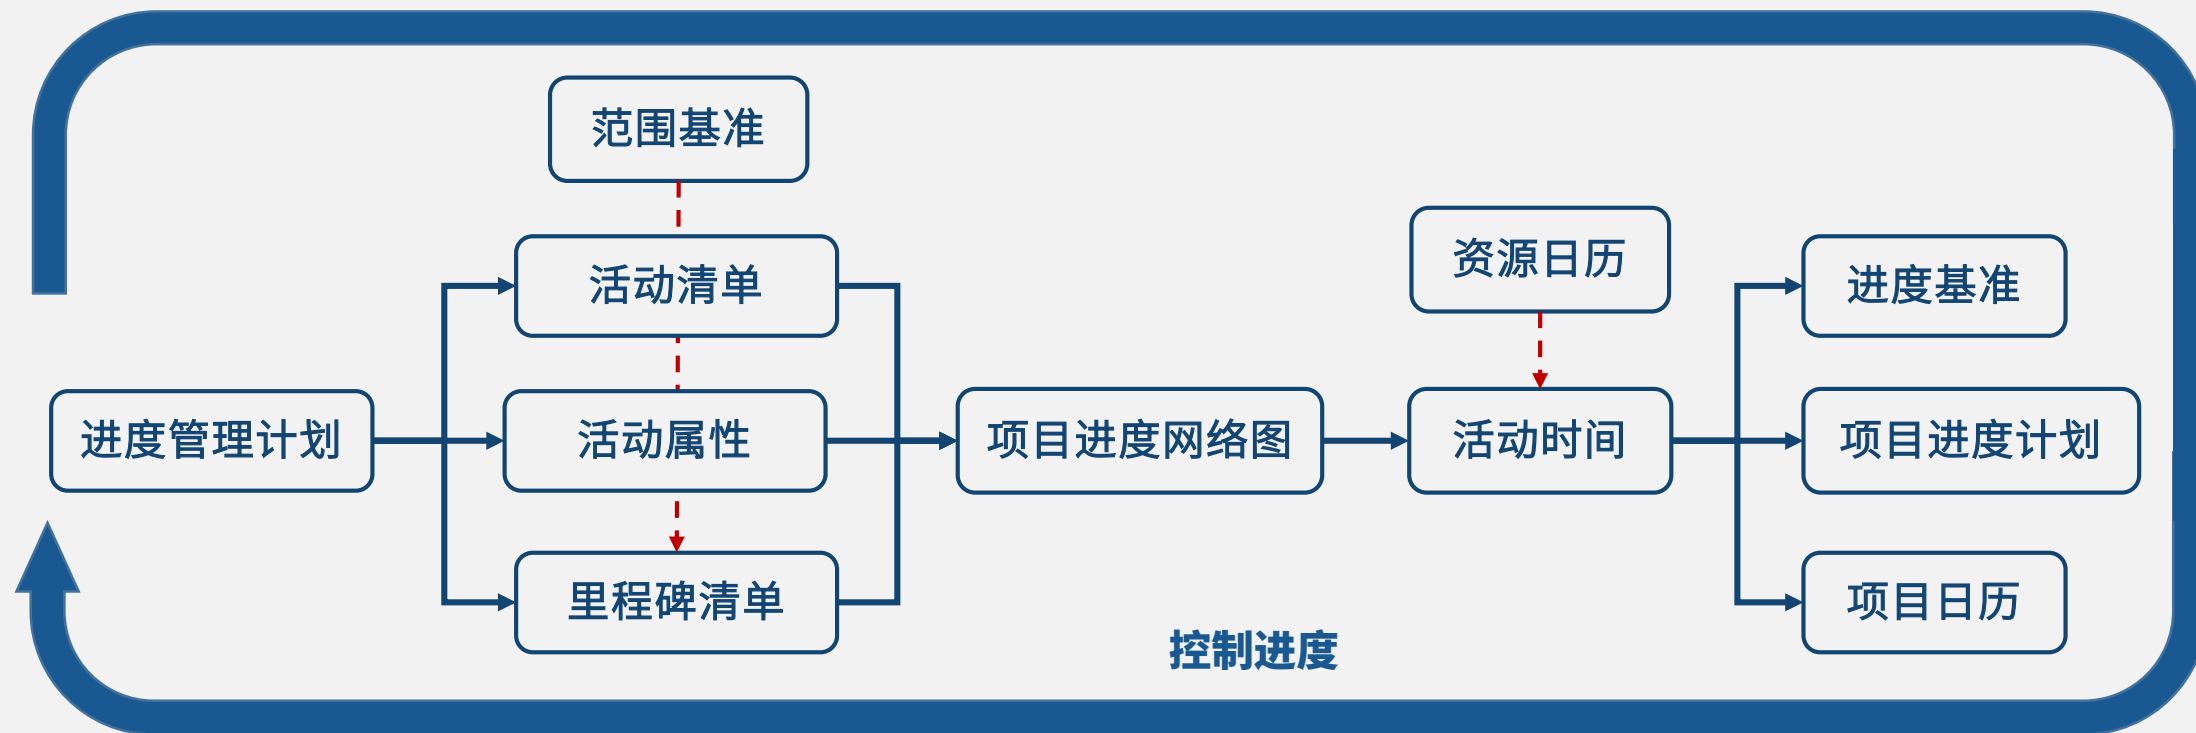 范围基准
活动清单
资源日历
进度基准
进度管理计划
活动属性
项目进度网络图
活动时间
项目进度计划
里程碑清单
项目日历
控制进度